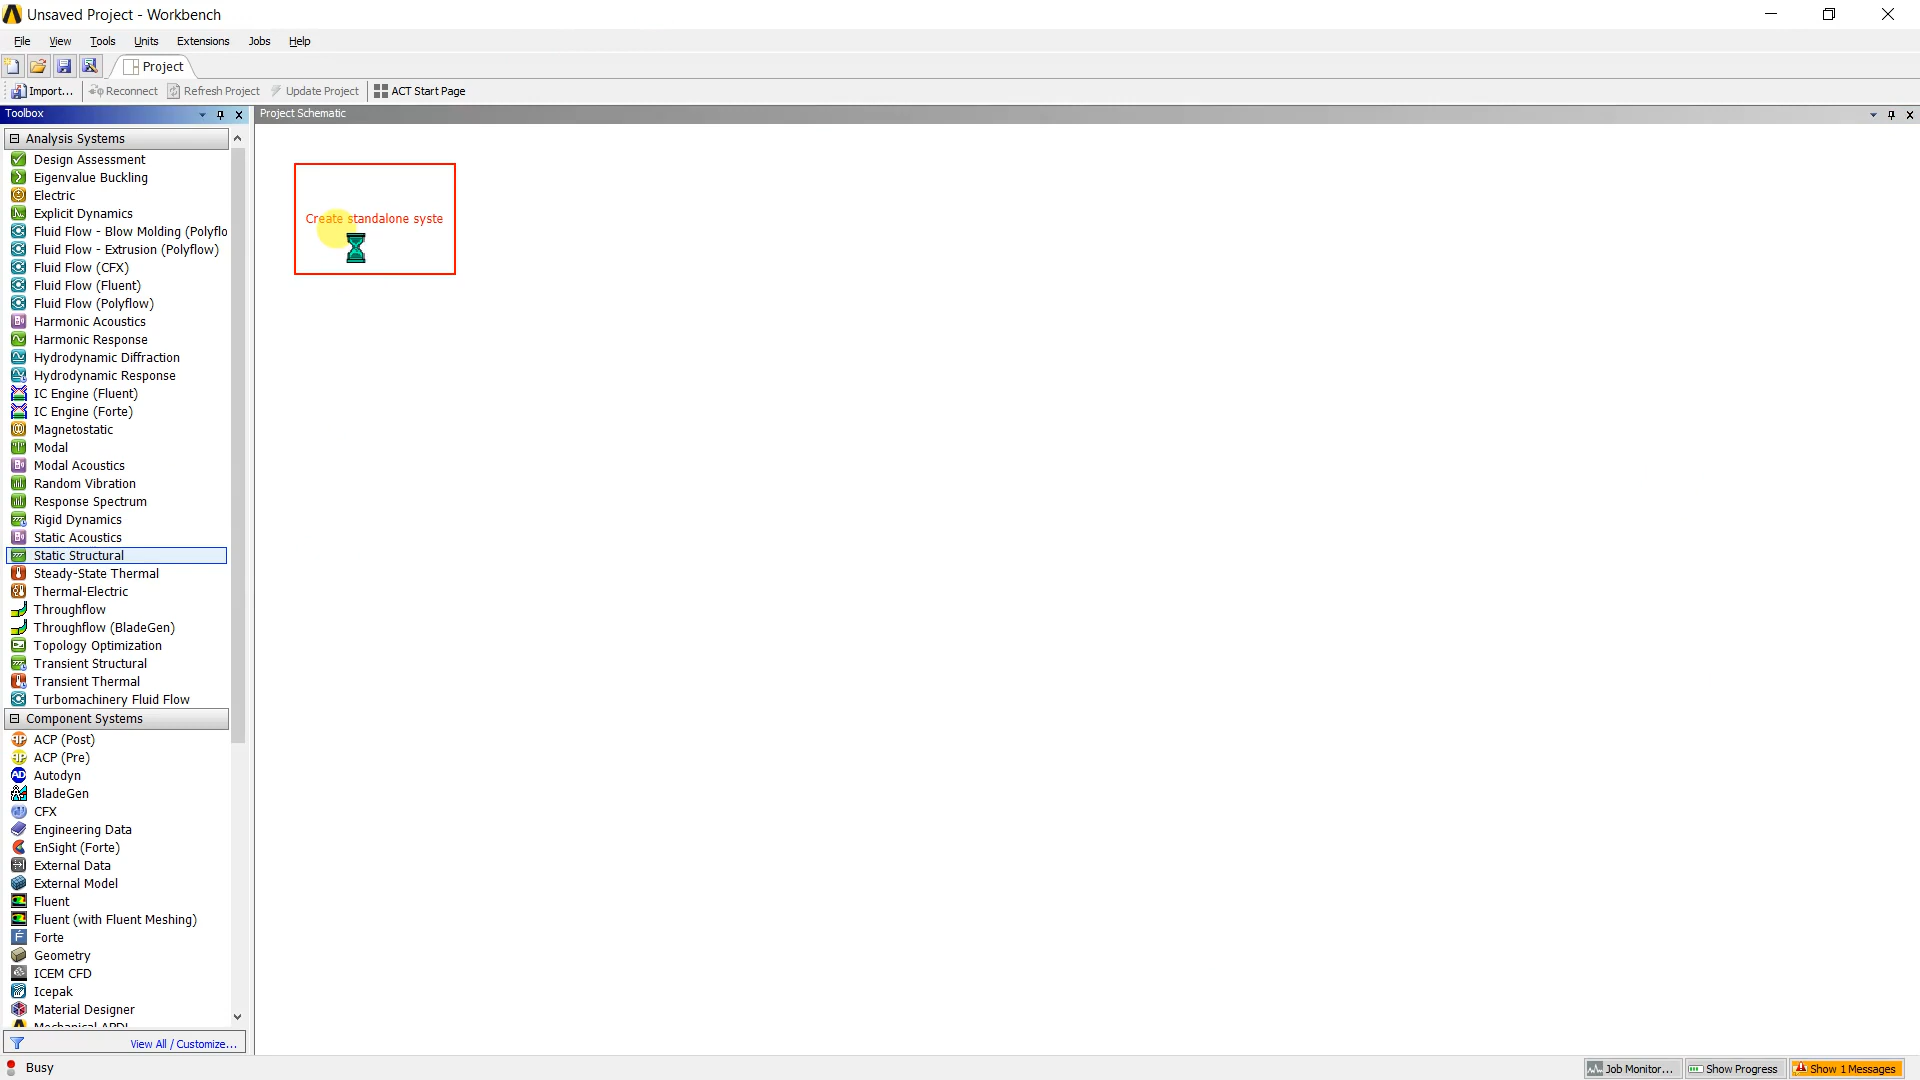 Unsaved Project - Workbench
File View Tools Units Extensions Jobs Help
Project
Import... Reconnect Refresh Project Update Project ACT Start Page
Toolbox
Project Schematic
Analysis Systems
Design Assessment
Eigenvalue Buckling
Electric
Explicit Dynamics
Fluid Flow - Blow Molding (Polyflo
Fluid Flow - Extrusion (Polyflow)
Fluid Flow (CFX)
Fluid Flow (Fluent)
Fluid Flow (Polyflow)
Harmonic Acoustics
Harmonic Response
Hydrodynamic Diffraction
Hydrodynamic Response
IC Engine (Fluent)
IC Engine (Forte)
Magnetostatic
Modal
Modal Acoustics
Random Vibration
Response Spectrum
Rigid Dynamics
Static Acoustics
Static Structural
Steady-State Thermal
Thermal-Electric
Throughflow
Throughflow (BladeGen)
Topology Optimization
Transient Structural
Transient Thermal
Turbomachinery Fluid Flow
Component Systems
ACP (Post)
ACP (Pre)
Autodyn
BladeGen
CFX
Engineering Data
EnSight (Forte)
External Data
External Model
Fluent
Fluent (with Fluent Meshing)
Forte
Geometry
ICEM CFD
Icepak
Material Designer
Mechanical APDL
View All / Customize...
Create standalone syste
Busy
Job Monitor... Show Progress Show 1 Messages